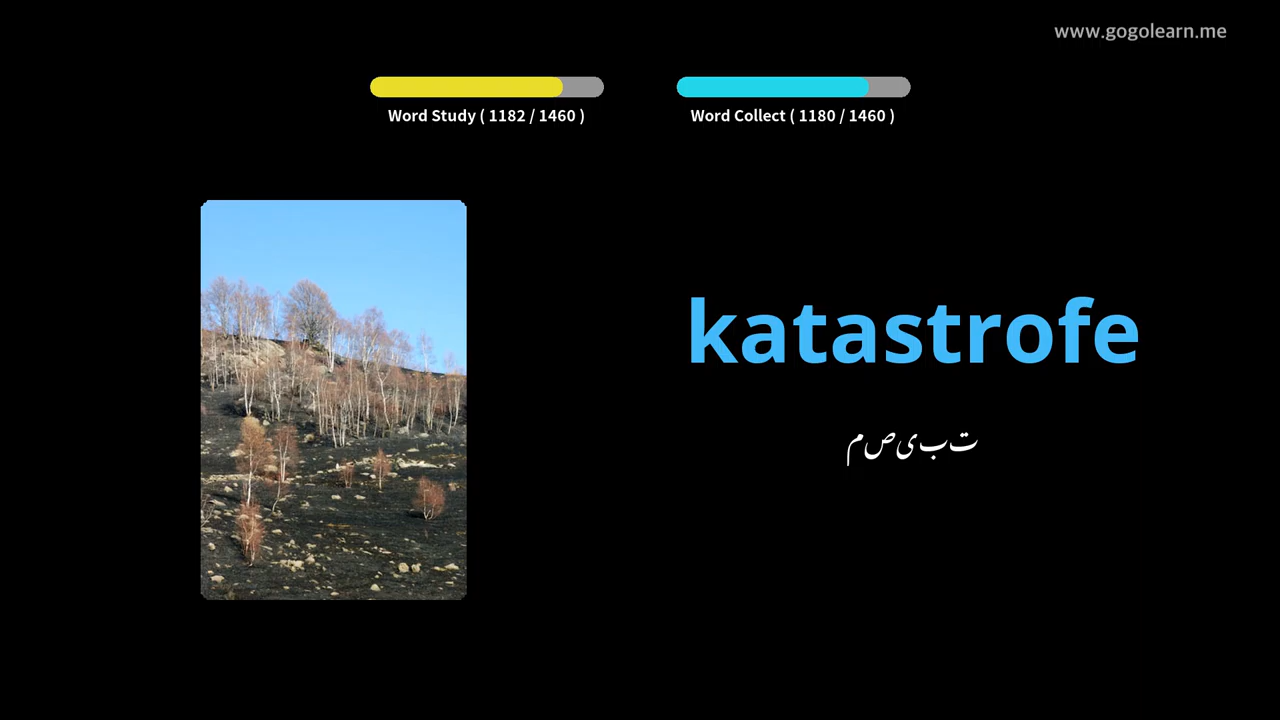 www.gogolearn.me
Word Study ( 1182 / 1460 )
Word Collect ( 1180 / 1460 )
katastrofe
ت‌ب‌ی‌ص‌م